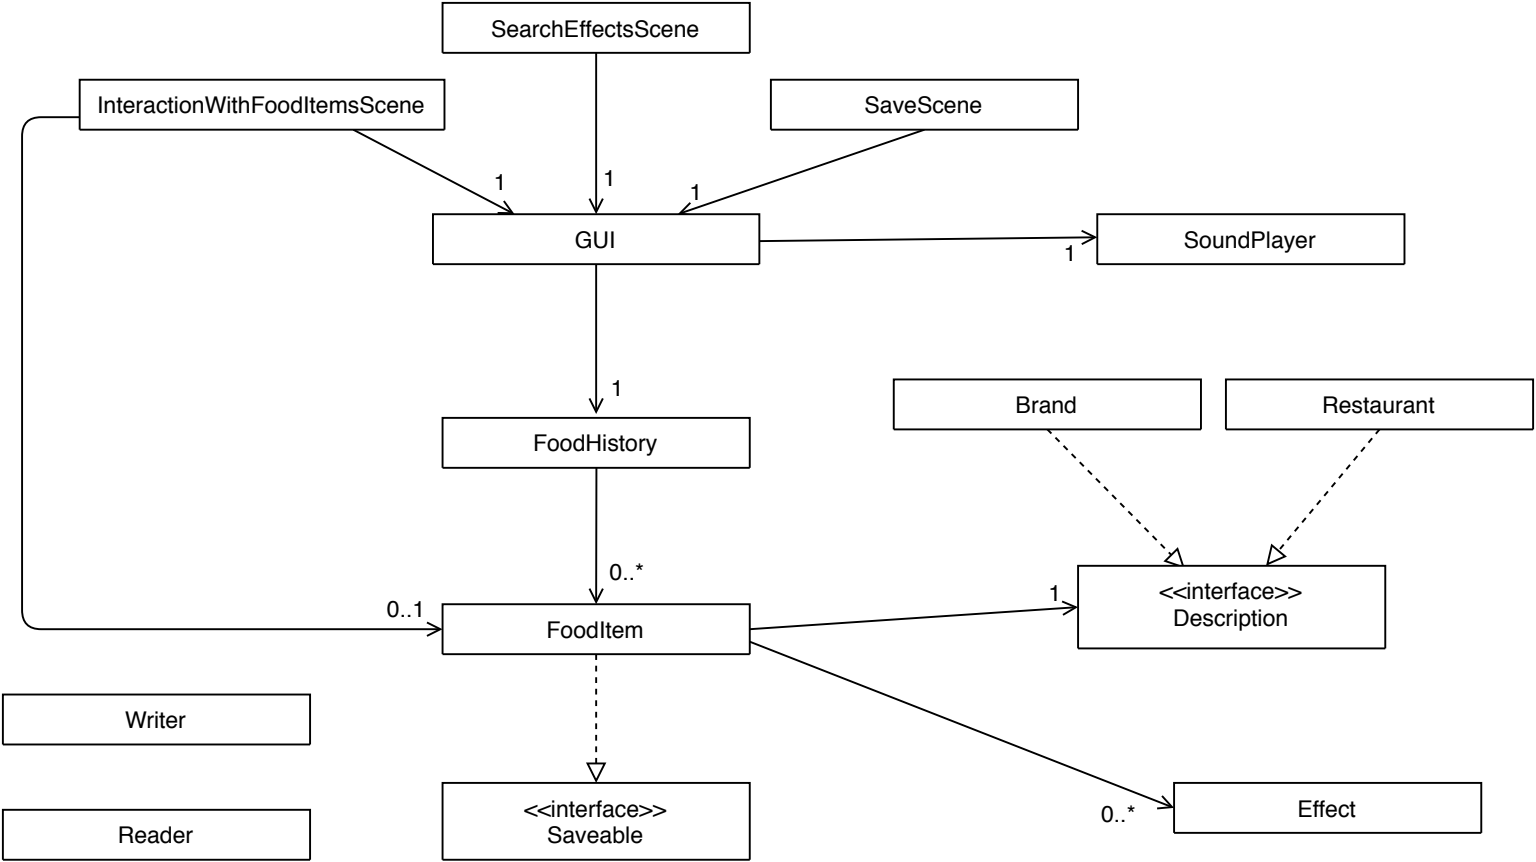 SearchEffectsScene
InteractionWithFoodItemsScene
SaveScene
1
1
1
GUI
SoundPlayer
1
1
Brand
Restaurant
FoodHistory
0..*
<<interface>>
Description
1
0..1
FoodItem
Writer
<<interface>>
Saveable
Effect
0..*
Reader